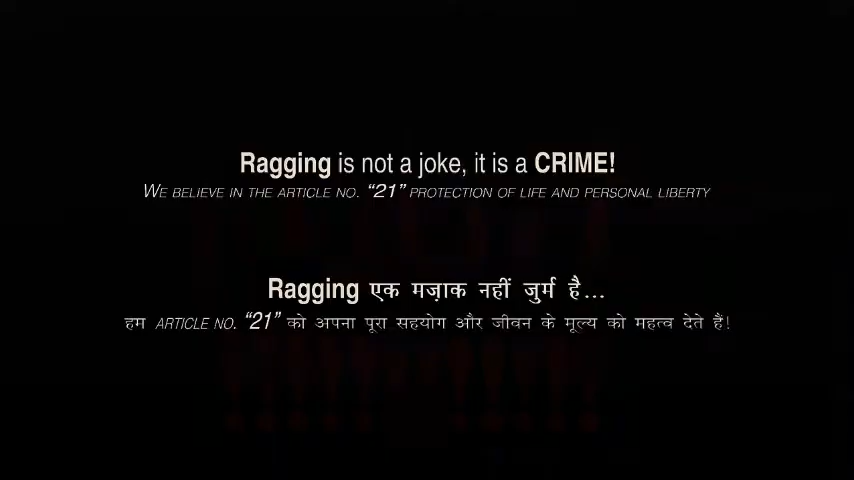 Ragging is not a joke, it is a CRIME!
WE BELIEVE IN THE ARTICLE NO. “21” PROTECTION OF LIFE AND PERSONAL LIBERTY
Ragging एक मज़ाक नहीं जुर्म है...
हम ARTICLE NO. “21” को अपना पूरा सहयोग और जीवन के मूल्य को महत्व देते हैं!